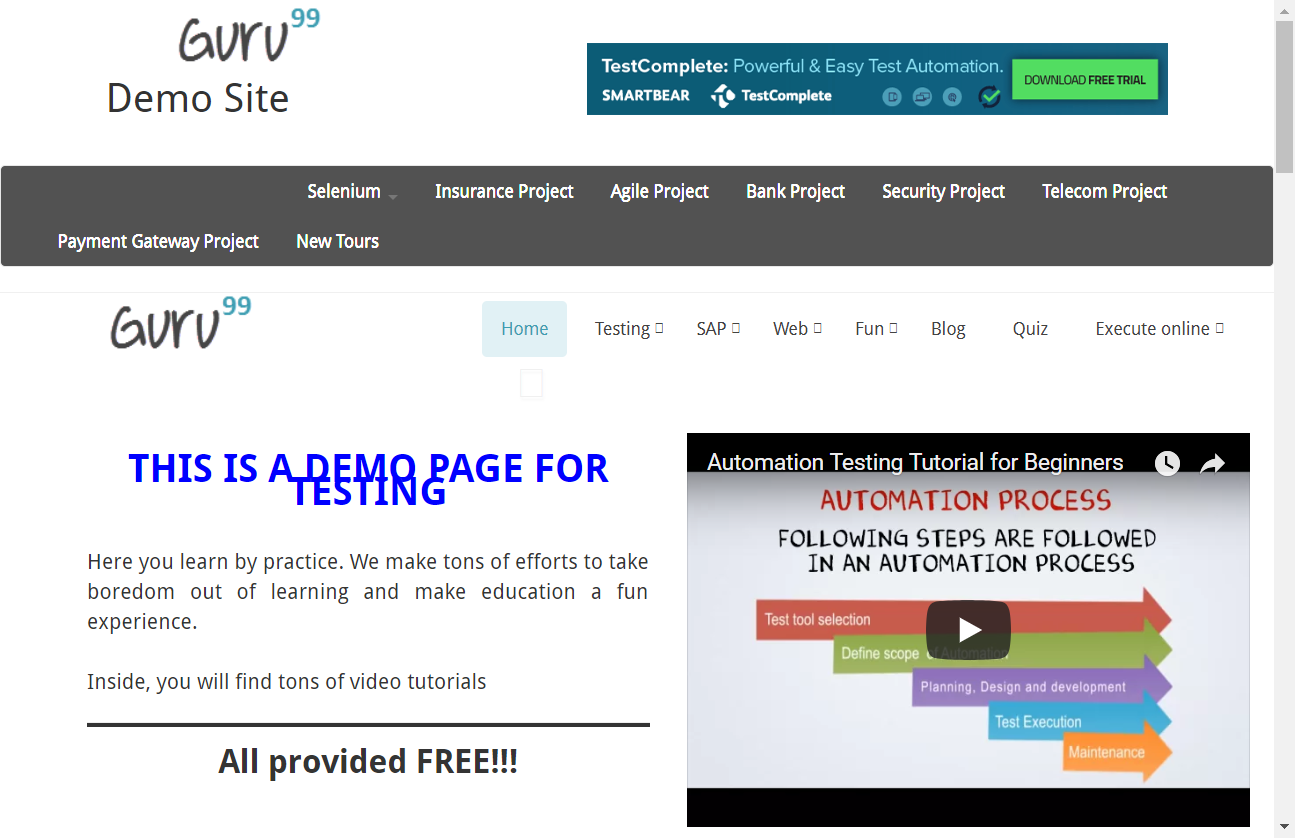 Guru99
Demo Site
TestComplete: Powerful & Easy Test Automation.
SMARTBEAR TestComplete
DOWNLOAD FREE TRIAL
Selenium Insurance Project Agile Project Bank Project Security Project Telecom Project
Payment Gateway Project New Tours
Guru99
Home Testing SAP Web Fun Blog Quiz Execute online
THIS IS A DEMO PAGE FOR
TESTING
Here you learn by practice. We make tons of efforts to take
boredom out of learning and make education a fun
experience.
Inside, you will find tons of video tutorials
All provided FREE!!!
Automation Testing Tutorial for Beginners
AUTOMATION PROCESS
FOLLOWING STEPS ARE FOLLOWED
IN AN AUTOMATION PROCESS
Test tool selection
Define scope of Automation
Planning, Design and development
Test Execution
Maintenance